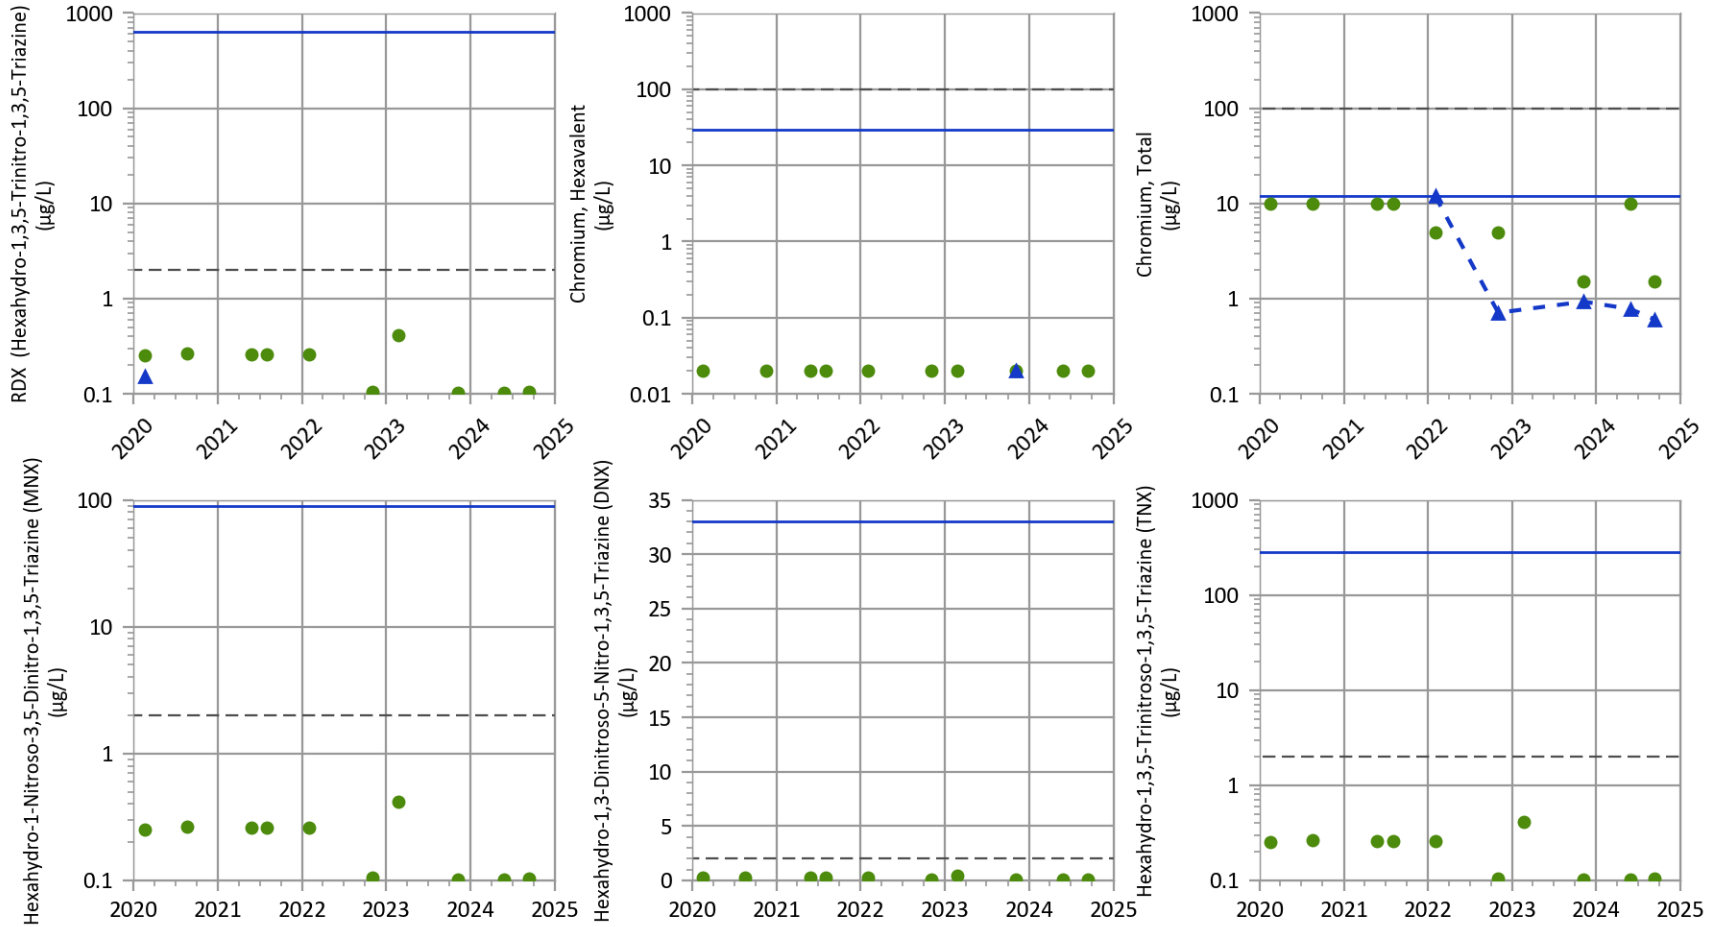 RDX (Hexahydro-1,3,5-Trinitro-1,3,5-Triazine)
(µg/L)
1000
100
10
1
0.1
2020 2021 2022 2023 2024 2025
Chromium, Hexavalent
(µg/L)
1000
100
10
1
0.1
0.01
2020 2021 2022 2023 2024 2025
Chromium, Total
(µg/L)
1000
100
10
1
0.1
2020 2021 2022 2023 2024 2025
Hexahydro-1-Nitroso-3,5-Dinitro-1,3,5-Triazine (MNX)
(µg/L)
100
10
1
0.1
2020 2021 2022 2023 2024 2025
Hexahydro-1,3-Dinitroso-5-Nitro-1,3,5-Triazine (DNX)
(µg/L)
35
30
25
20
15
10
5
0
2020 2021 2022 2023 2024 2025
Hexahydro-1,3,5-Trinitroso-1,3,5-Triazine (TNX)
(µg/L)
1000
100
10
1
0.1
2020 2021 2022 2023 2024 2025